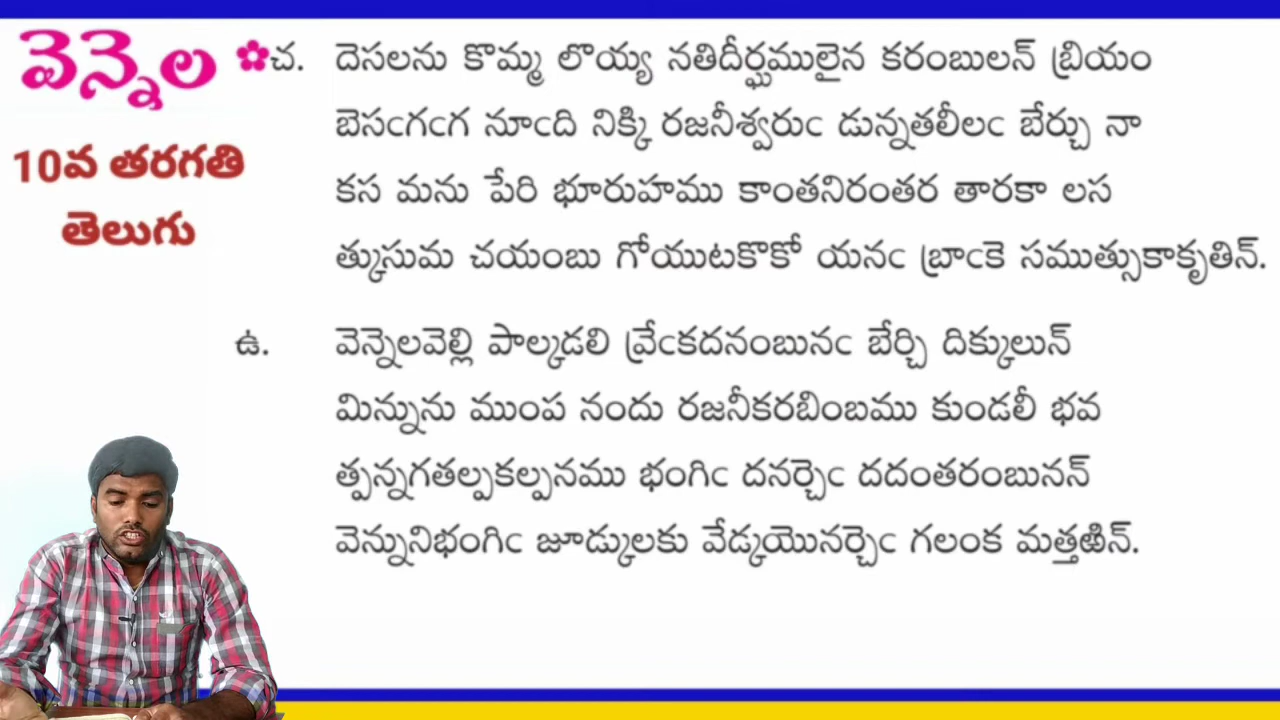 వెన్నెల
10వ తరగతి
తెలుగు
✿చ. దెసలను కొమ్మ లొయ్య నతిదీర్ఘములైన కరంబులన్ బ్రియం
బెసఁగఁగ నూఁది నిక్కి రజనీశ్వరుఁ డున్నతలీలఁ బేర్చు నా
కస మను పేరి భూరుహము కాంతనిరంతర తారకా లస
త్కుసుమ చయంబు గోయుటకొకో యనఁ బ్రాఁకె సముత్సుకాకృతిన్.
ఉ. వెన్నెలవెల్లి పాల్కడలి వ్రేఁకదనంబునఁ బేర్చి దిక్కులున్
మిన్నును ముంప నందు రజనీకరబింబము కుండలీ భవ
త్పన్నగతల్పకల్పనము భంగిఁ దనర్చెఁ దదంతరంబునన్
వెన్నునిభంగిఁ జూడ్కులకు వేడ్కయొనర్చెఁ గలంక మత్తఱిన్.